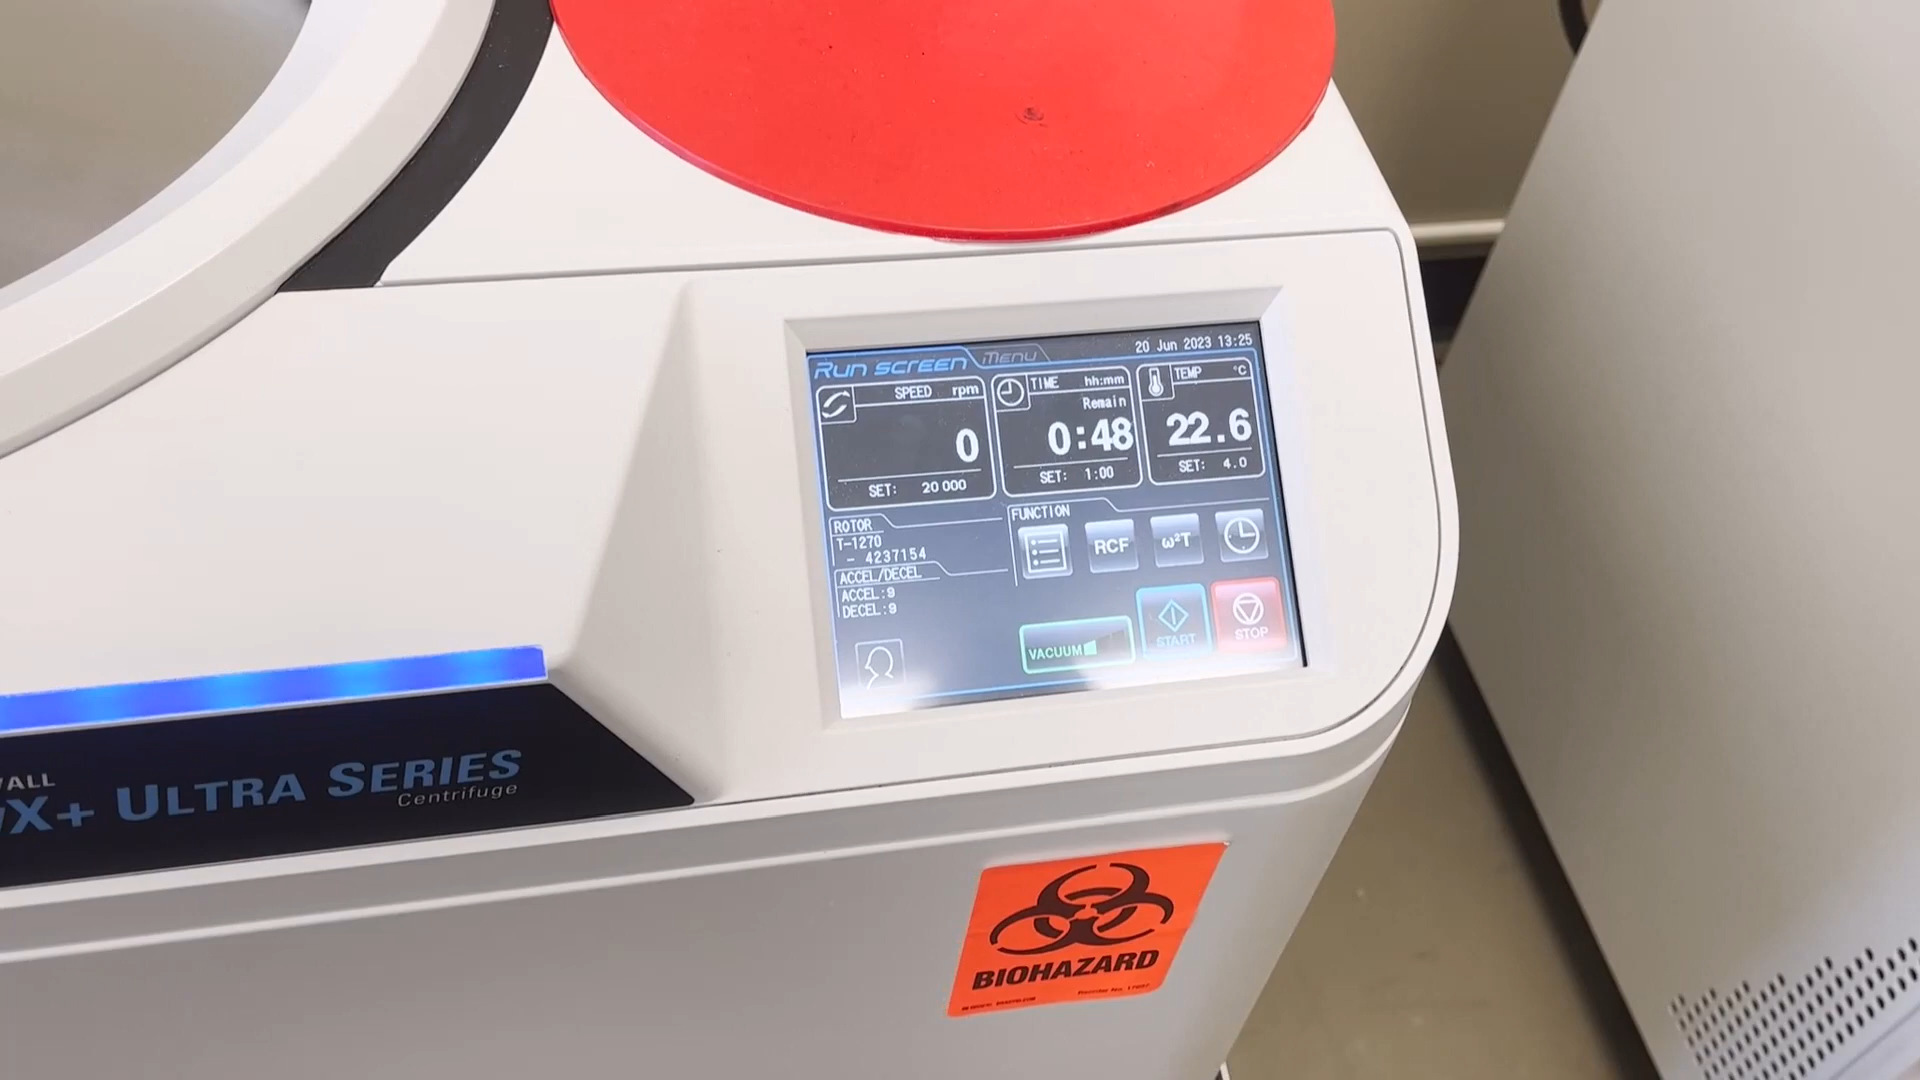 Run screen
Menu
20 Jun 2023 13:25
SPEED rpm
0
SET: 20 000
TIME hh:mm
Remain
0:48
SET: 1:00
TEMP °C
22.6
SET: 4.0
ROTOR
T-1270
- 4237154
ACCEL/DECEL
ACCEL:9
DECEL:9
FUNCTION
RCF
ω²T
VACUUM
START
STOP
VALL
X+ ULTRA SERIES
Centrifuge
BIOHAZARD